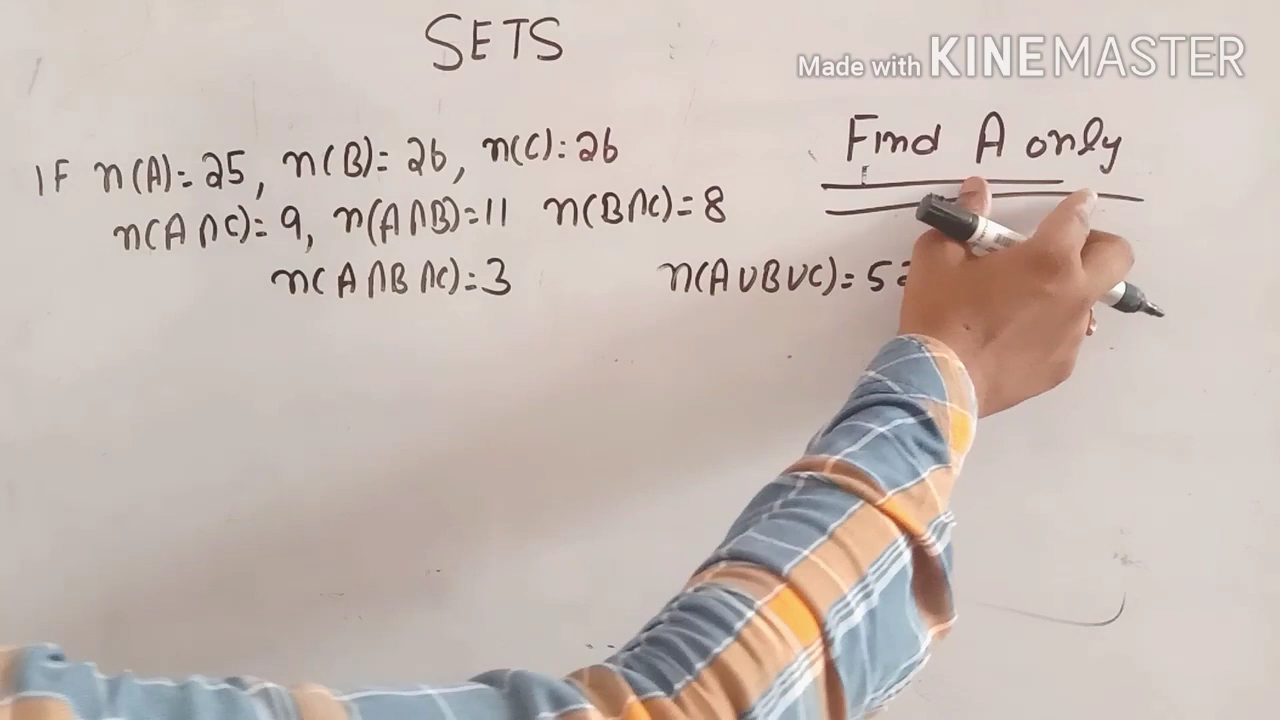 SETS
Made with KINEMASTER
Find A only
IF n(A)=25, n(B)=26, n(C)=26
n(A∩C)=9, n(A∩B)=11 n(B∩C)=8
n(A∩B∩C)=3 n(A∪B∪C)=5